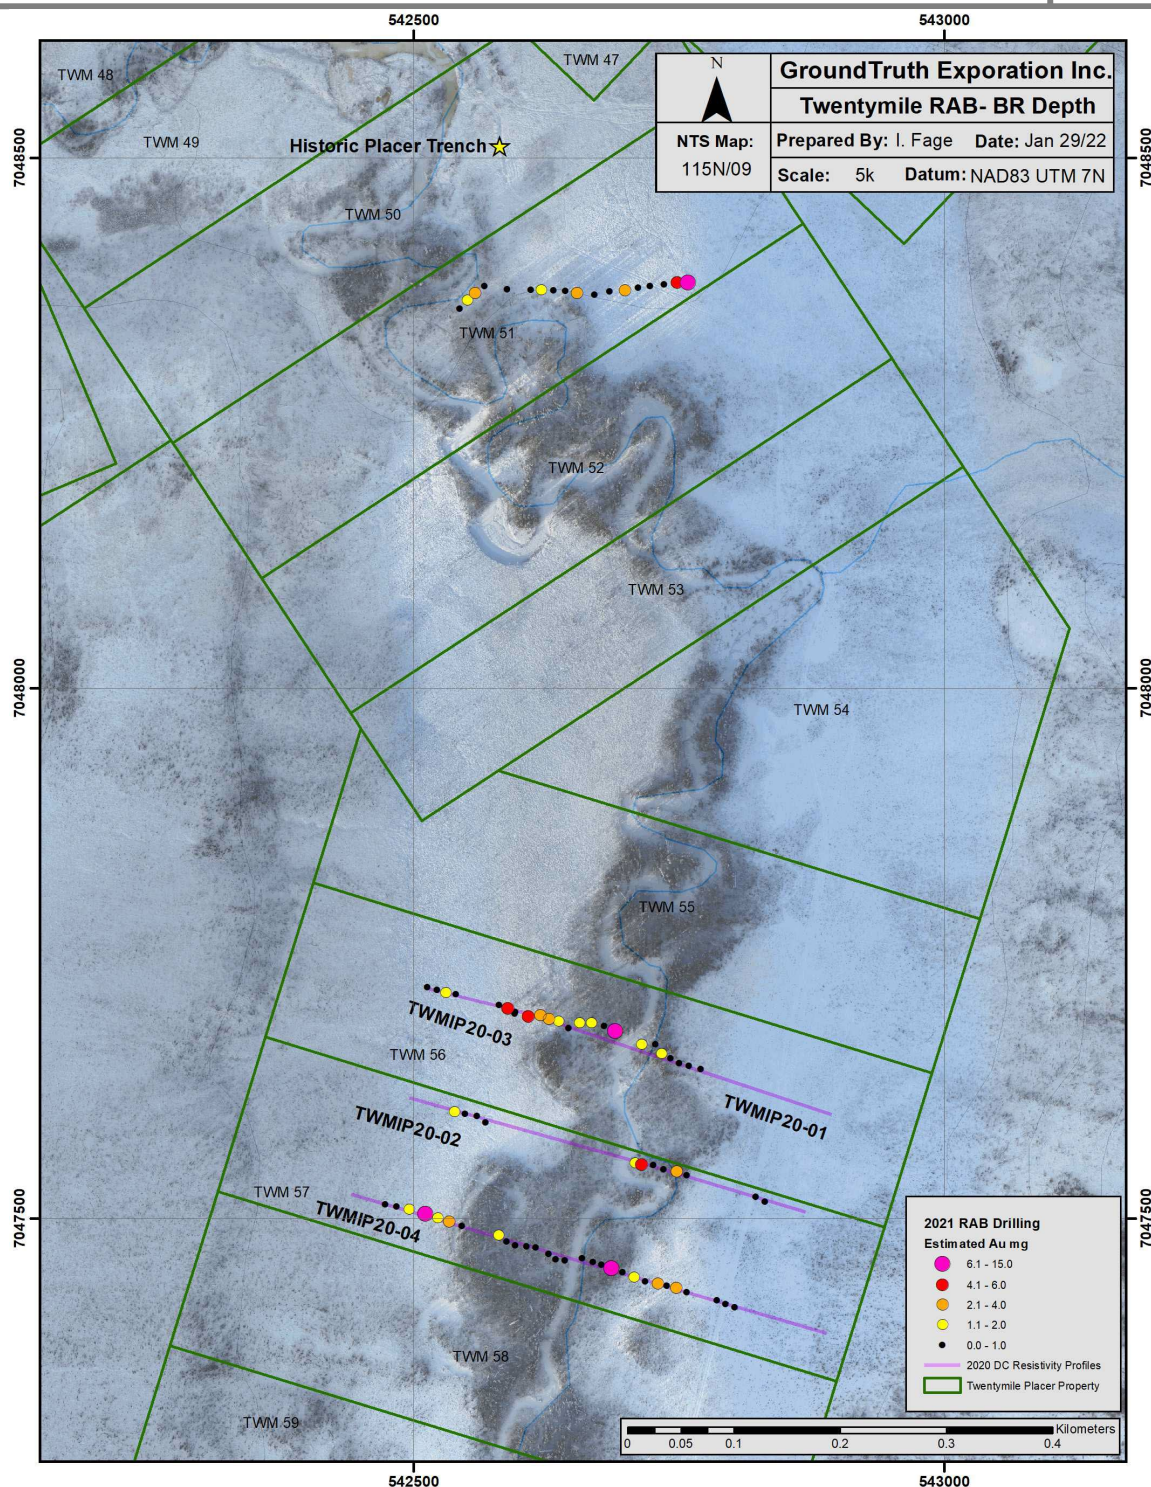 542500
543000
TWM 47
TWM 48
TWM 49
Historic Placer Trench
N
NTS Map:
115N/09
GroundTruth Exporation Inc.
Twentymile RAB- BR Depth
Prepared By: I. Fage Date: Jan 29/22
Scale: 5k Datum: NAD83 UTM 7N
7048500
7048500
TWM 50
TWM 51
TWM 52
TWM 53
7048000
7048000
TWM 54
TWM 55
TWMIP20-03
TWM 56
TWMIP20-01
TWMIP20-02
TWM 57
TWMIP20-04
7047500
7047500
TWM 58
TWM 59
2021 RAB Drilling
Estimated Au mg
6.1 - 15.0
4.1 - 6.0
2.1 - 4.0
1.1 - 2.0
0.0 - 1.0
2020 DC Resistivity Profiles
Twentymile Placer Property
Kilometers
0 0.05 0.1 0.2 0.3 0.4
542500
543000